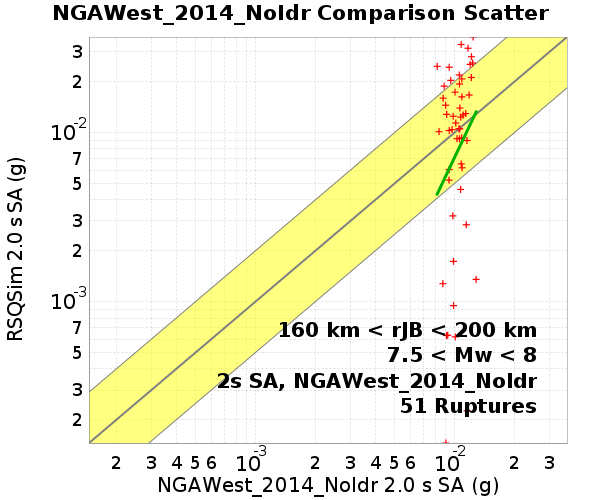 NGAWest_2014_NoIdr Comparison Scatter
3
2
10-2
7
5
3
2
10-3
7
5
3
2
RSQSim 2.0 s SA (g)
160 km < rJB < 200 km
7.5 < Mw < 8
2s SA, NGAWest_2014_NoIdr
51 Ruptures
2 3 4 5 6 10-3 2 3 4 5 6 10-2 2 3
NGAWest_2014_NoIdr 2.0 s SA (g)